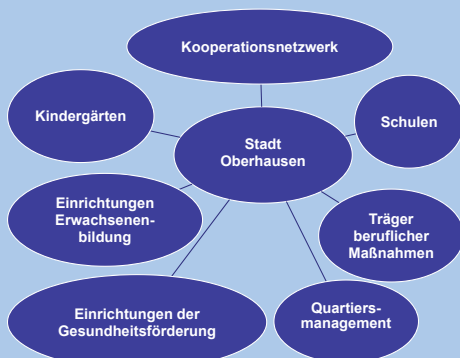 Kooperationsnetzwerk
Kindergärten
Stadt
Oberhausen
Schulen
Einrichtungen
Erwachsenen-
bildung
Träger
beruflicher
Maßnahmen
Einrichtungen der
Gesundheitsförderung
Quartiers-
management